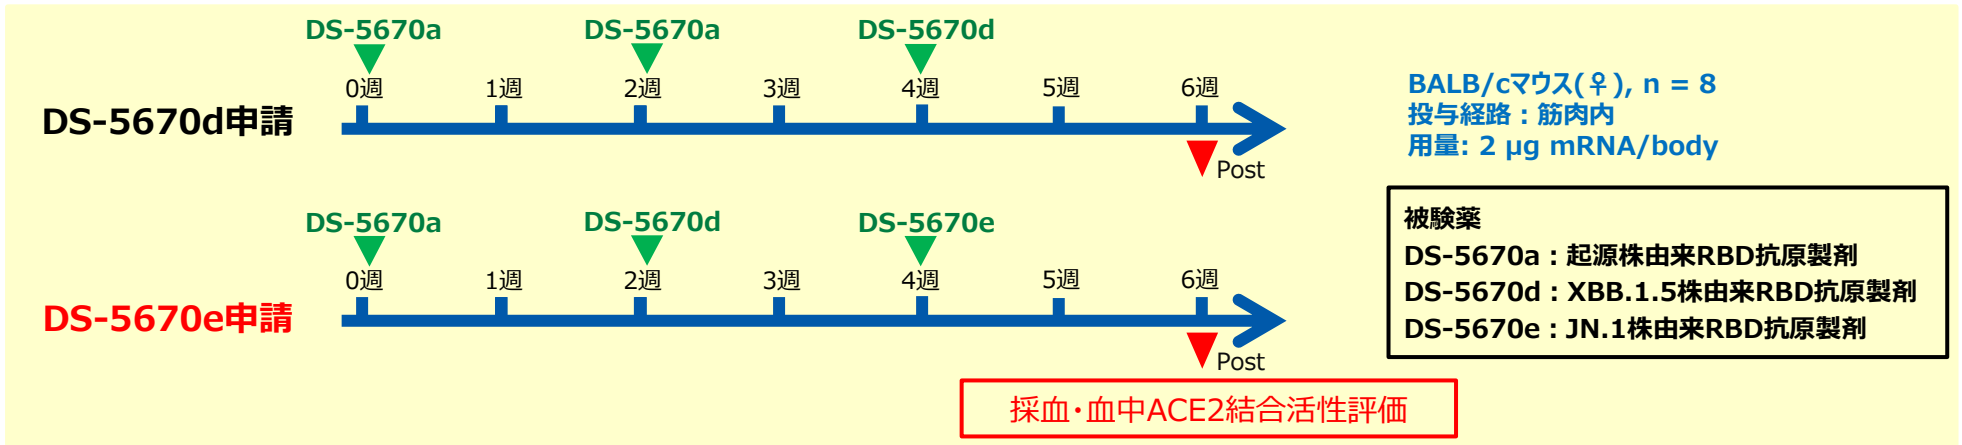 DS-5670a DS-5670a DS-5670d
0週 1週 2週 3週 4週 5週 6週
DS-5670d申請
Post
BALB/cマウス(♀), n = 8
投与経路：筋肉内
用量: 2 μg mRNA/body
DS-5670a DS-5670d DS-5670e
0週 1週 2週 3週 4週 5週 6週
DS-5670e申請
Post
採血・血中ACE2結合活性評価
被験薬
DS-5670a：起源株由来RBD抗原製剤
DS-5670d：XBB.1.5株由来RBD抗原製剤
DS-5670e：JN.1株由来RBD抗原製剤